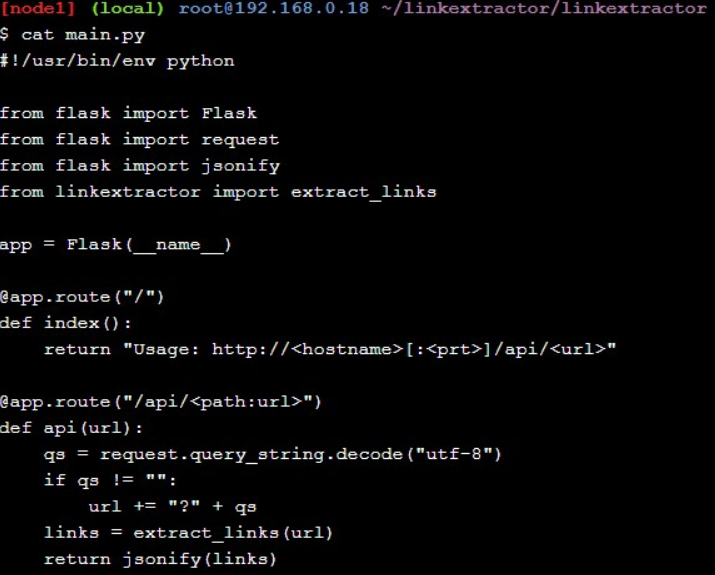 [node1] (local) root@192.168.0.18 ~/linkextractor/linkextractor
$ cat main.py
#!/usr/bin/env python
from flask import Flask
from flask import request
from flask import jsonify
from linkextractor import extract_links
app = Flask(__name__)
@app.route("/")
def index():
    return "Usage: http://<hostname>[:<prt>]/api/<url>"
@app.route("/api/<path:url>")
def api(url):
    qs = request.query_string.decode("utf-8")
    if qs != "":
        url += "?" + qs
    links = extract_links(url)
    return jsonify(links)